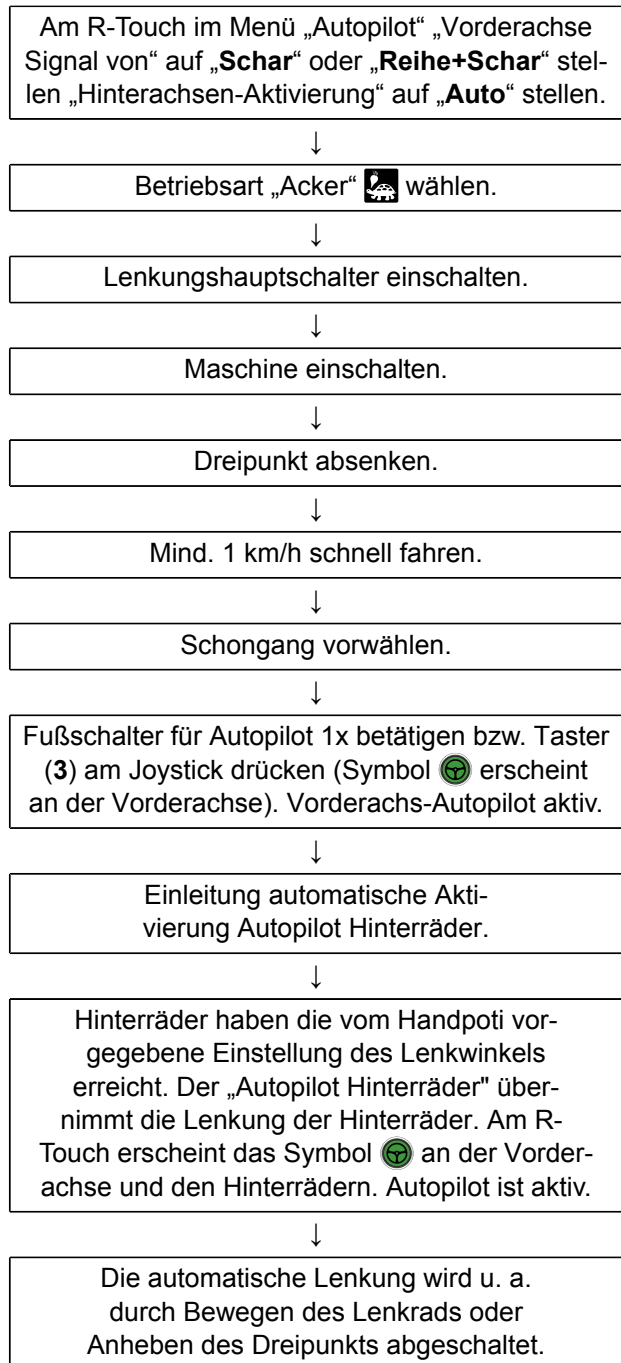 Am R-Touch im Menü „Autopilot“ „Vorderachse
Signal von“ auf „Schar“ oder „Reihe+Schar“ stel-
len „Hinterachsen-Aktivierung“ auf „Auto“ stellen.
↓
Betriebsart „Acker“ wählen.
↓
Lenkungshauptschalter einschalten.
↓
Maschine einschalten.
↓
Dreipunkt absenken.
↓
Mind. 1 km/h schnell fahren.
↓
Schongang vorwählen.
↓
Fußschalter für Autopilot 1x betätigen bzw. Taster
(3) am Joystick drücken (Symbol erscheint
an der Vorderachse). Vorderachs-Autopilot aktiv.
↓
Einleitung automatische Akti-
vierung Autopilot Hinterräder.
↓
Hinterräder haben die vom Handpoti vor-
gegebene Einstellung des Lenkwinkels
erreicht. Der „Autopilot Hinterräder" über-
nimmt die Lenkung der Hinterräder. Am R-
Touch erscheint das Symbol an der Vorder-
achse und den Hinterrädern. Autopilot ist aktiv.
↓
Die automatische Lenkung wird u. a.
durch Bewegen des Lenkrads oder
Anheben des Dreipunkts abgeschaltet.